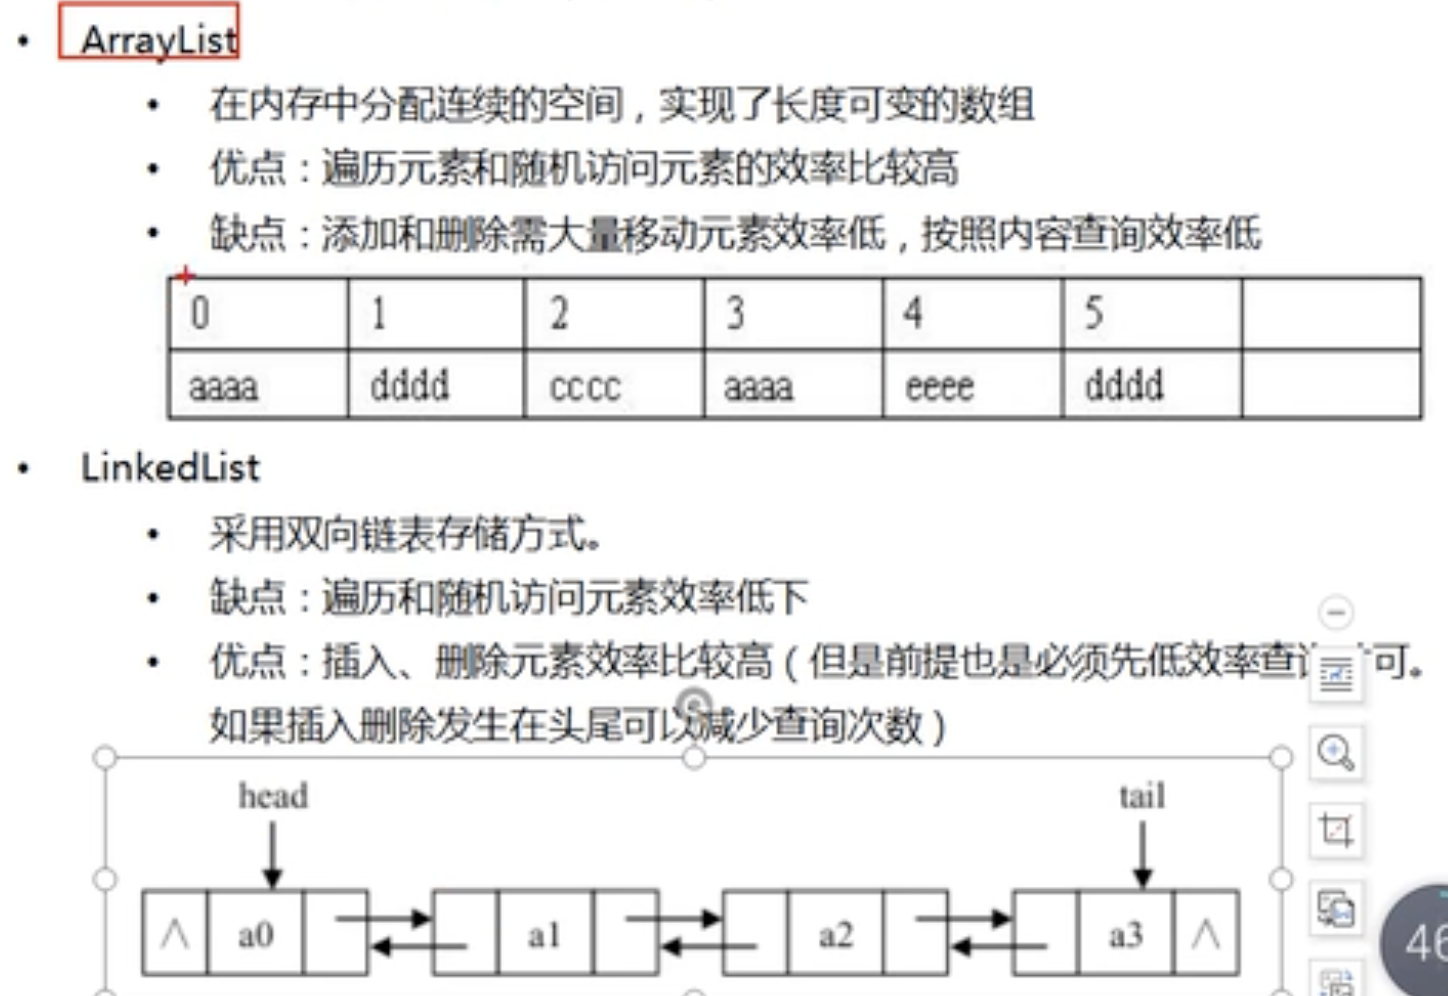 ArrayList
在内存中分配连续的空间，实现了长度可变的数组
优点：遍历元素和随机访问元素的效率比较高
缺点：添加和删除需大量移动元素效率低，按照内容查询效率低
0 1 2 3 4 5
aaaa dddd cccc aaaa eeee dddd
LinkedList
采用双向链表存储方式。
缺点：遍历和随机访问元素效率低下
优点：插入、删除元素效率比较高（但是前提也是必须先低效率查 可。
如果插入删除发生在头尾可以减少查询次数）
head tail
∧ a0 a1 a2 a3 ∧
46